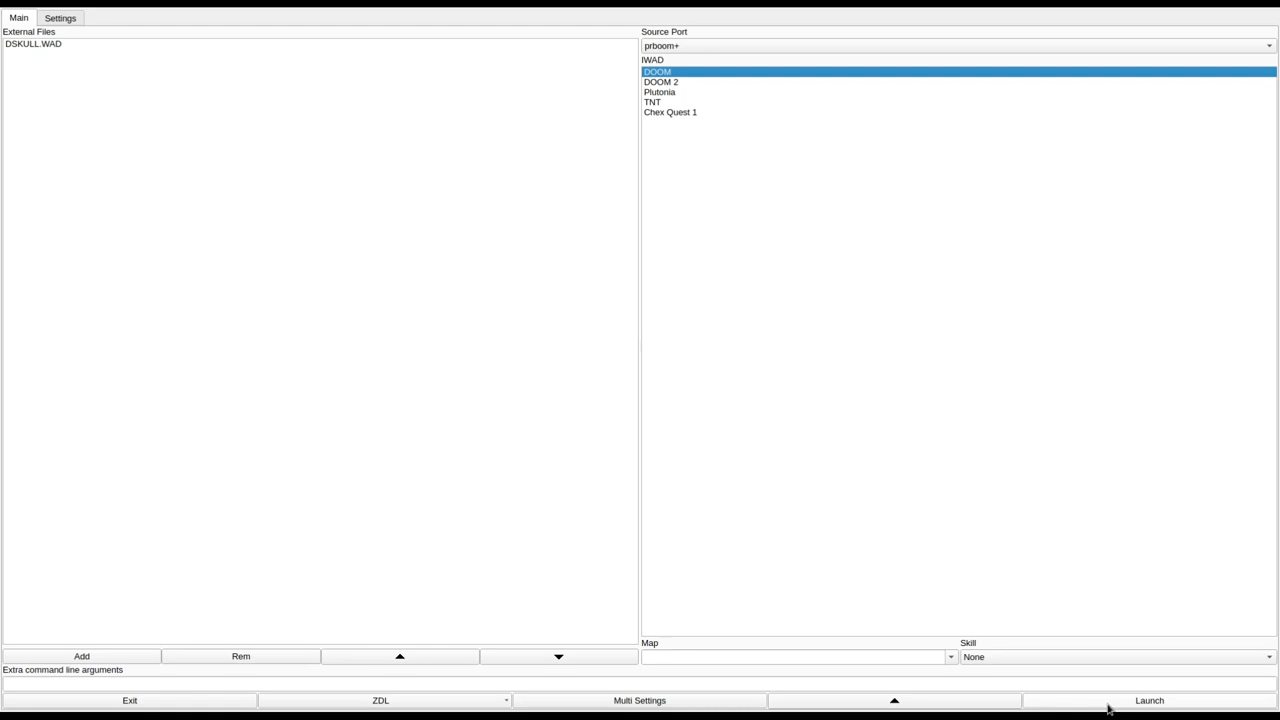 Main
Settings
External Files
DSKULL.WAD
Source Port
prboom+
IWAD
DOOM
DOOM 2
Plutonia
TNT
Chex Quest 1
Add
Rem
Map
Skill
None
Extra command line arguments
Exit
ZDL
Multi Settings
Launch